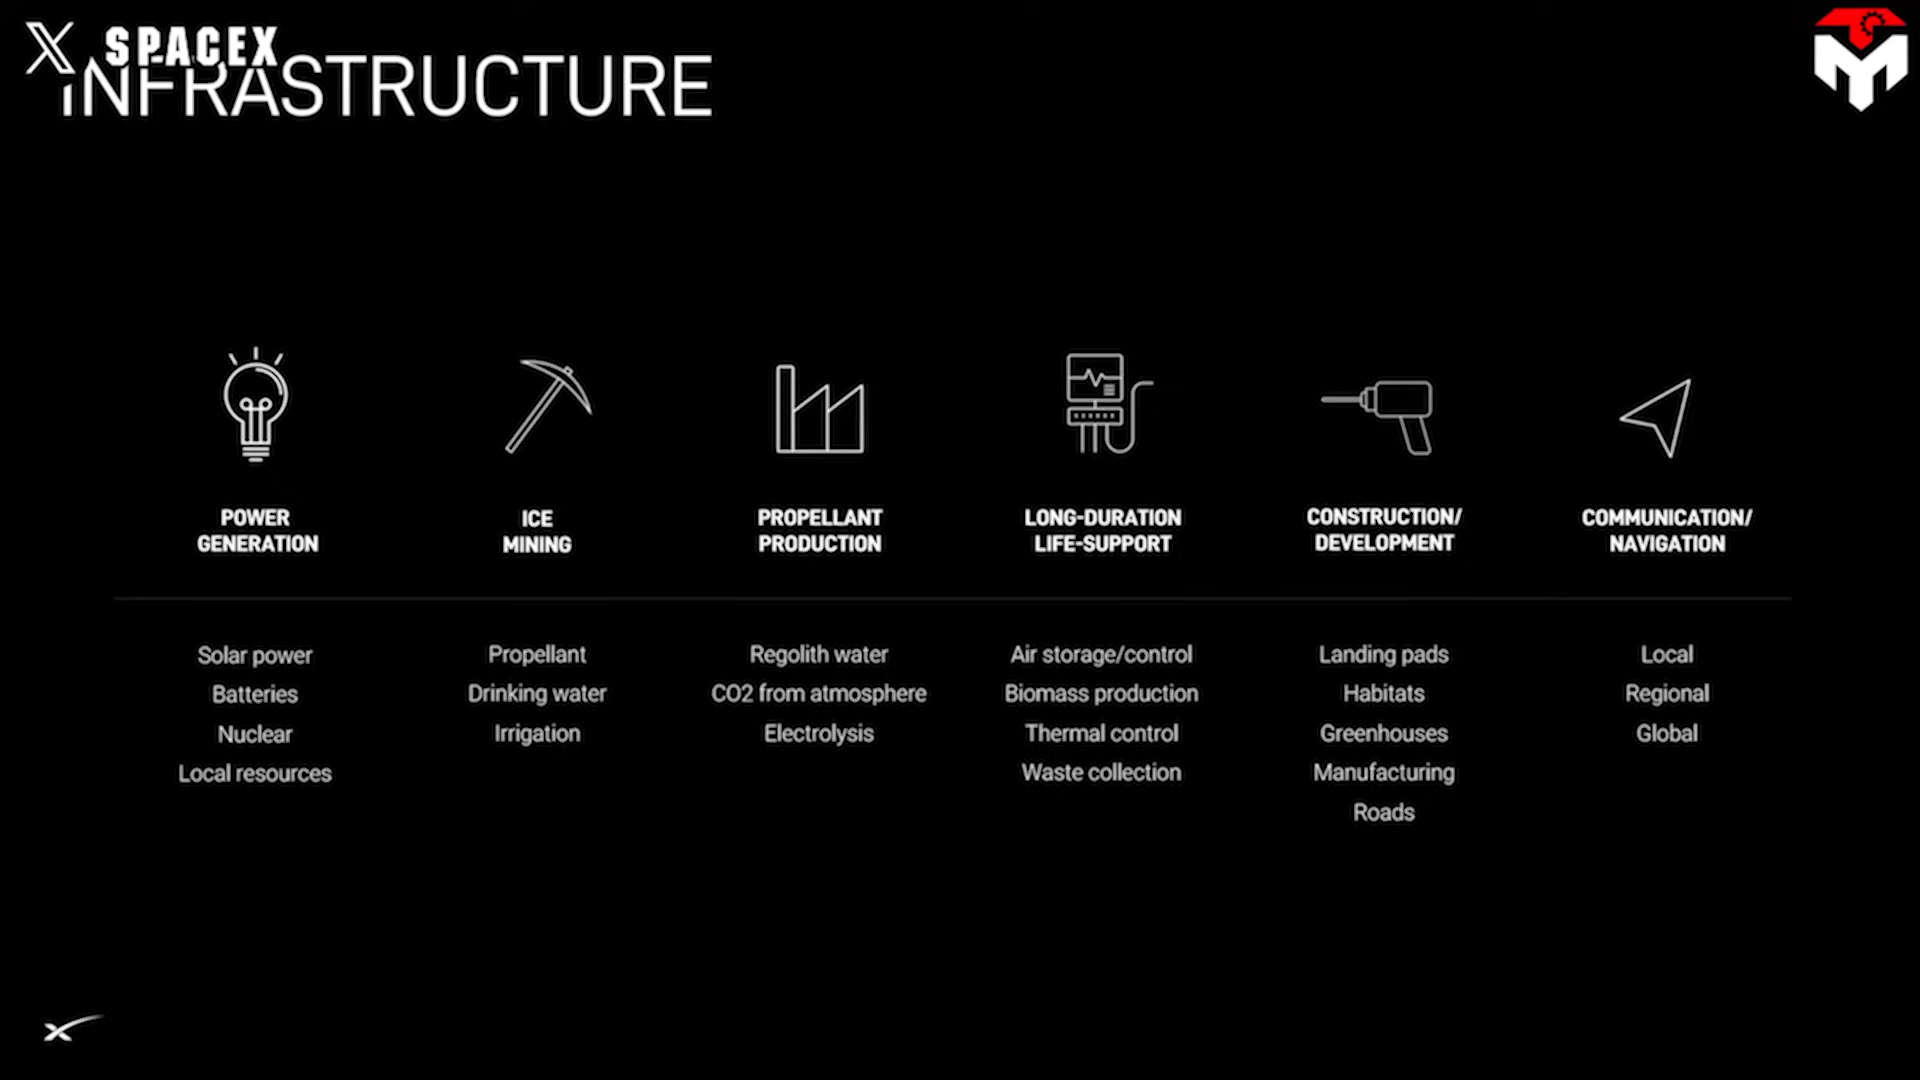 SPACEX
INFRASTRUCTURE
POWER
GENERATION
Solar power
Batteries
Nuclear
Local resources
ICE
MINING
Propellant
Drinking water
Irrigation
PROPELLANT
PRODUCTION
Regolith water
CO2 from atmosphere
Electrolysis
LONG-DURATION
LIFE-SUPPORT
Air storage/control
Biomass production
Thermal control
Waste collection
CONSTRUCTION/
DEVELOPMENT
Landing pads
Habitats
Greenhouses
Manufacturing
Roads
COMMUNICATION/
NAVIGATION
Local
Regional
Global